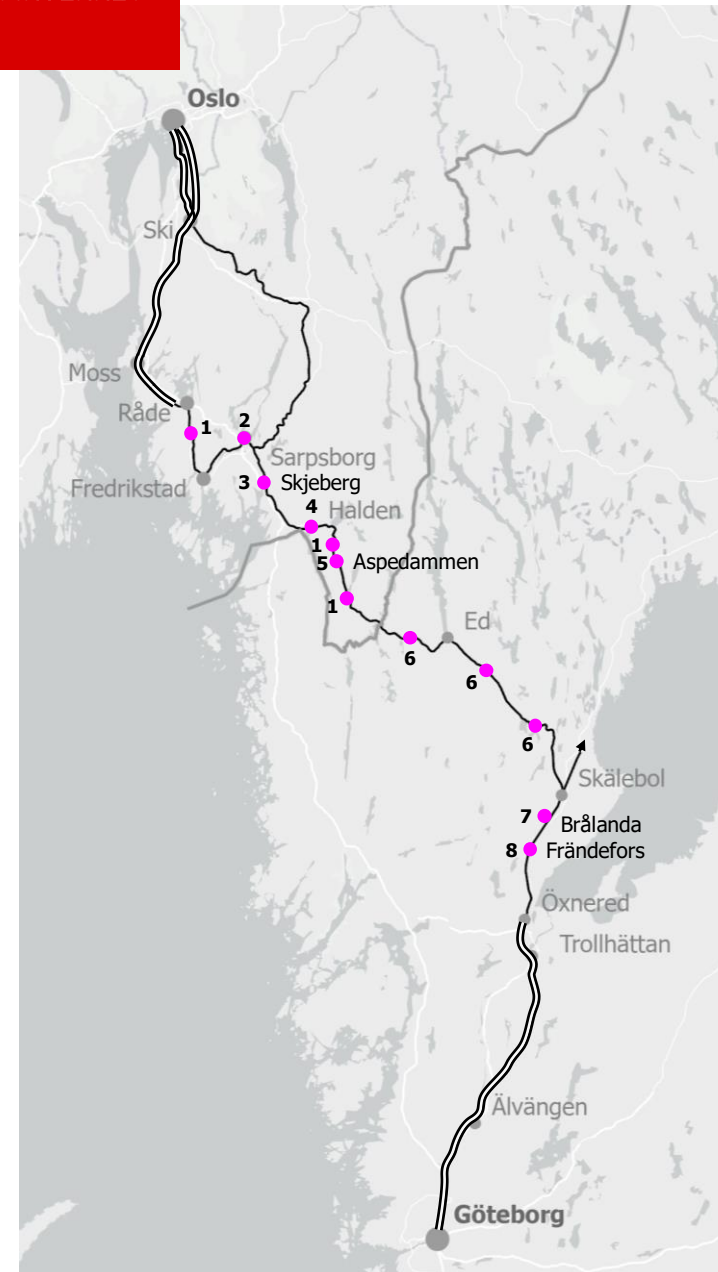 Oslo
Ski
Moss
Råde
1
2
Sarpsborg
Fredrikstad
3 Skjeberg
4
Halden
1
5 Aspedammen
1
Ed
6
6
6
Skälebol
7
Brålanda
8 Frändefors
Öxnered
Trollhättan
Älvängen
Göteborg